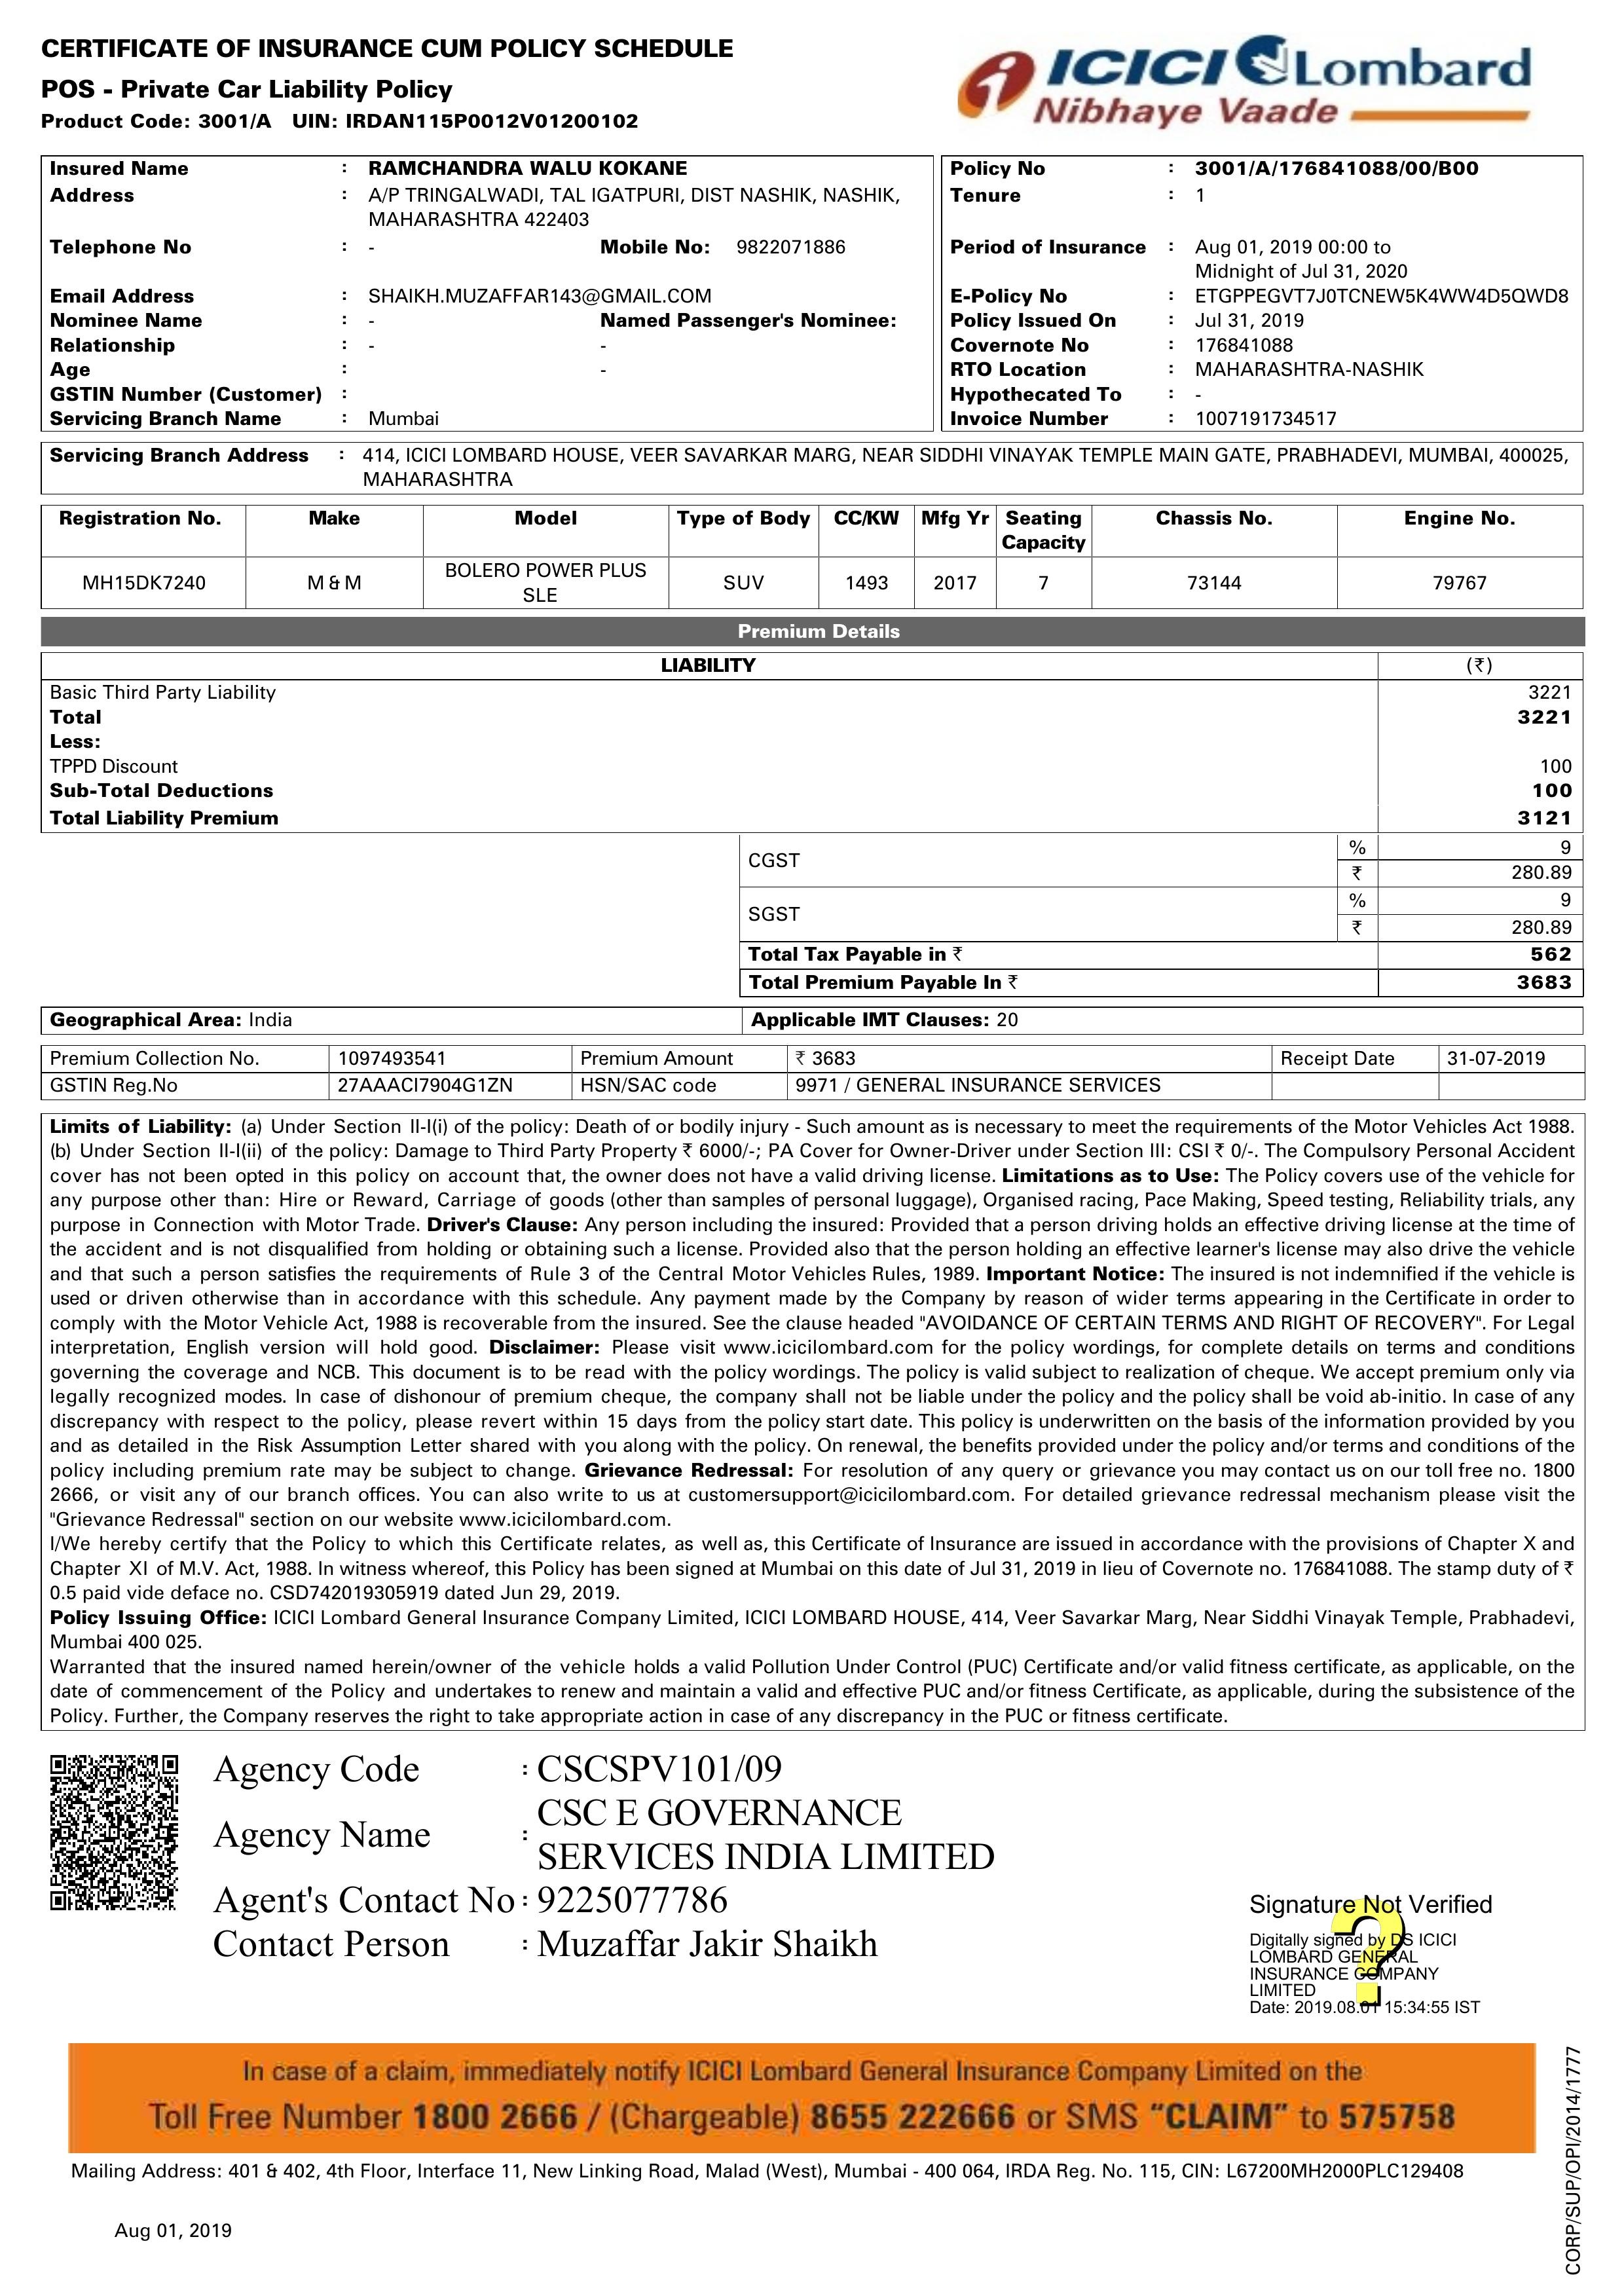 CERTIFICATE OF INSURANCE CUM POLICY SCHEDULE
POS - Private Car Liability Policy
Product Code: 3001/A UIN: IRDAN115P0012V01200102
ICICI Lombard
Nibhaye Vaade
Insured Name : RAMCHANDRA WALU KOKANE
Address : A/P TRINGALWADI, TAL IGATPURI, DIST NASHIK, NASHIK,
MAHARASHTRA 422403
Telephone No : - Mobile No: 9822071886
Email Address : SHAIKH.MUZAFFAR143@GMAIL.COM
Nominee Name : - Named Passenger's Nominee:
Relationship : - -
Age : -
GSTIN Number (Customer) :
Servicing Branch Name : Mumbai
Policy No : 3001/A/176841088/00/B00
Tenure : 1
Period of Insurance : Aug 01, 2019 00:00 to
Midnight of Jul 31, 2020
E-Policy No : ETGPPEGVT7J0TCNEW5K4WW4D5QWD8
Policy Issued On : Jul 31, 2019
Covernote No : 176841088
RTO Location : MAHARASHTRA-NASHIK
Hypothecated To : -
Invoice Number : 1007191734517
Servicing Branch Address : 414, ICICI LOMBARD HOUSE, VEER SAVARKAR MARG, NEAR SIDDHI VINAYAK TEMPLE MAIN GATE, PRABHADEVI, MUMBAI, 400025,
MAHARASHTRA
Registration No. Make Model Type of Body CC/KW Mfg Yr Seating Capacity Chassis No. Engine No.
MH15DK7240 M & M BOLERO POWER PLUS SLE SUV 1493 2017 7 73144 79767
Premium Details
LIABILITY (₹)
Basic Third Party Liability 3221
Total 3221
Less:
TPPD Discount 100
Sub-Total Deductions 100
Total Liability Premium 3121
CGST % 9
₹ 280.89
SGST % 9
₹ 280.89
Total Tax Payable in ₹ 562
Total Premium Payable In ₹ 3683
Geographical Area: India Applicable IMT Clauses: 20
Premium Collection No. 1097493541 Premium Amount ₹ 3683 Receipt Date 31-07-2019
GSTIN Reg.No 27AAACI7904G1ZN HSN/SAC code 9971 / GENERAL INSURANCE SERVICES
Limits of Liability: (a) Under Section II-I(i) of the policy: Death of or bodily injury - Such amount as is necessary to meet the requirements of the Motor Vehicles Act 1988.
(b) Under Section II-I(ii) of the policy: Damage to Third Party Property ₹ 6000/-; PA Cover for Owner-Driver under Section III: CSI ₹ 0/-. The Compulsory Personal Accident
cover has not been opted in this policy on account that, the owner does not have a valid driving license. Limitations as to Use: The Policy covers use of the vehicle for
any purpose other than: Hire or Reward, Carriage of goods (other than samples of personal luggage), Organised racing, Pace Making, Speed testing, Reliability trials, any
purpose in Connection with Motor Trade. Driver's Clause: Any person including the insured: Provided that a person driving holds an effective driving license at the time of
the accident and is not disqualified from holding or obtaining such a license. Provided also that the person holding an effective learner's license may also drive the vehicle
and that such a person satisfies the requirements of Rule 3 of the Central Motor Vehicles Rules, 1989. Important Notice: The insured is not indemnified if the vehicle is
used or driven otherwise than in accordance with this schedule. Any payment made by the Company by reason of wider terms appearing in the Certificate in order to
comply with the Motor Vehicle Act, 1988 is recoverable from the insured. See the clause headed "AVOIDANCE OF CERTAIN TERMS AND RIGHT OF RECOVERY". For Legal
interpretation, English version will hold good. Disclaimer: Please visit www.icicilombard.com for the policy wordings, for complete details on terms and conditions
governing the coverage and NCB. This document is to be read with the policy wordings. The policy is valid subject to realization of cheque. We accept premium only via
legally recognized modes. In case of dishonour of premium cheque, the company shall not be liable under the policy and the policy shall be void ab-initio. In case of any
discrepancy with respect to the policy, please revert within 15 days from the policy start date. This policy is underwritten on the basis of the information provided by you
and as detailed in the Risk Assumption Letter shared with you along with the policy. On renewal, the benefits provided under the policy and/or terms and conditions of the
policy including premium rate may be subject to change. Grievance Redressal: For resolution of any query or grievance you may contact us on our toll free no. 1800
2666, or visit any of our branch offices. You can also write to us at customersupport@icicilombard.com. For detailed grievance redressal mechanism please visit the
"Grievance Redressal" section on our website www.icicilombard.com.
I/We hereby certify that the Policy to which this Certificate relates, as well as, this Certificate of Insurance are issued in accordance with the provisions of Chapter X and
Chapter XI of M.V. Act, 1988. In witness whereof, this Policy has been signed at Mumbai on this date of Jul 31, 2019 in lieu of Covernote no. 176841088. The stamp duty of ₹
0.5 paid vide deface no. CSD742019305919 dated Jun 29, 2019.
Policy Issuing Office: ICICI Lombard General Insurance Company Limited, ICICI LOMBARD HOUSE, 414, Veer Savarkar Marg, Near Siddhi Vinayak Temple, Prabhadevi,
Mumbai 400 025.
Warranted that the insured named herein/owner of the vehicle holds a valid Pollution Under Control (PUC) Certificate and/or valid fitness certificate, as applicable, on the
date of commencement of the Policy and undertakes to renew and maintain a valid and effective PUC and/or fitness Certificate, as applicable, during the subsistence of the
Policy. Further, the Company reserves the right to take appropriate action in case of any discrepancy in the PUC or fitness certificate.
Agency Code : CSCSPV101/09
Agency Name : CSC E GOVERNANCE
SERVICES INDIA LIMITED
Agent's Contact No : 9225077786
Contact Person : Muzaffar Jakir Shaikh
Signature Not Verified
Digitally signed by DS ICICI
LOMBARD GENERAL
INSURANCE COMPANY
LIMITED
Date: 2019.08.01 15:34:55 IST
In case of a claim, immediately notify ICICI Lombard General Insurance Company Limited on the
Toll Free Number 1800 2666 / (Chargeable) 8655 222666 or SMS “CLAIM” to 575758
Mailing Address: 401 & 402, 4th Floor, Interface 11, New Linking Road, Malad (West), Mumbai - 400 064, IRDA Reg. No. 115, CIN: L67200MH2000PLC129408
CORP/SUP/OPI/2014/1777
Aug 01, 2019